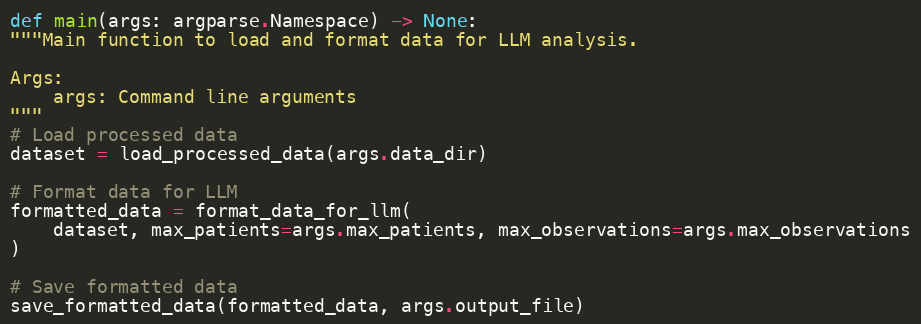 def main(args: argparse.Namespace) -> None:
"""Main function to load and format data for LLM analysis.

Args:
    args: Command line arguments
"""
# Load processed data
dataset = load_processed_data(args.data_dir)

# Format data for LLM
formatted_data = format_data_for_llm(
    dataset, max_patients=args.max_patients, max_observations=args.max_observations
)

# Save formatted data
save_formatted_data(formatted_data, args.output_file)